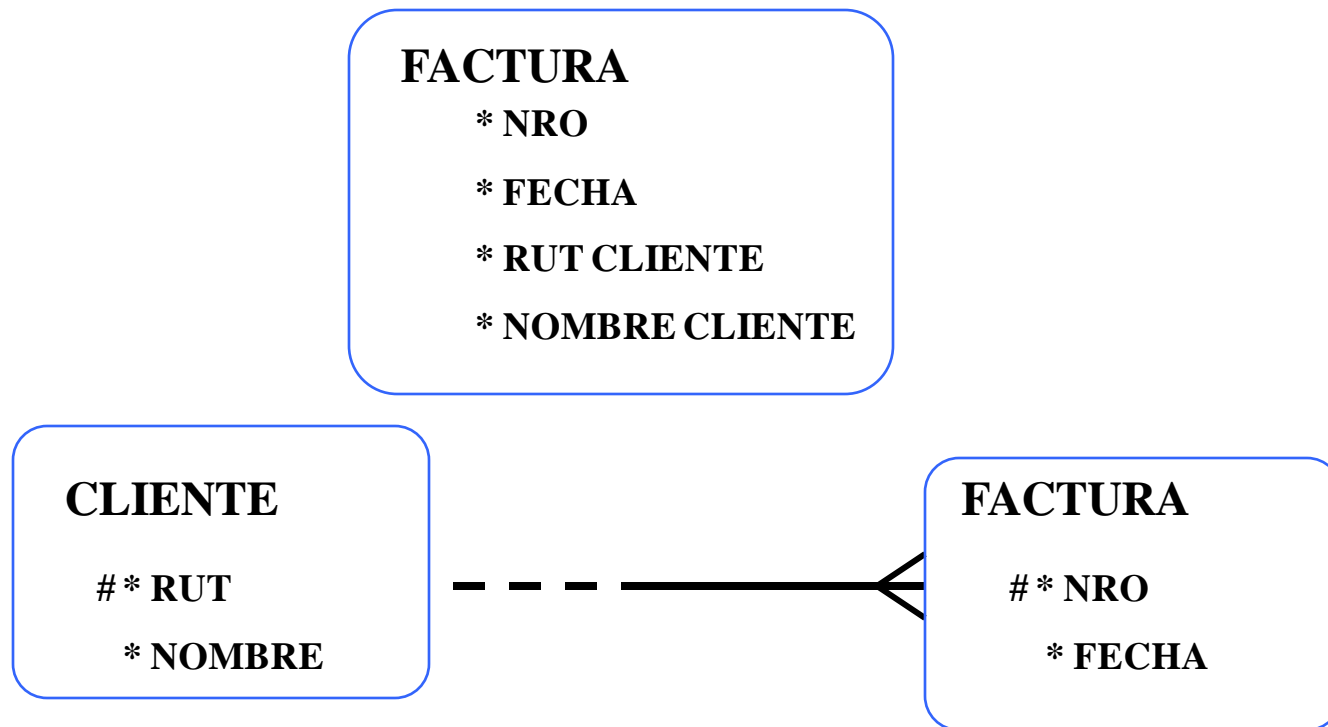 FACTURA
* NRO
* FECHA
* RUT CLIENTE
* NOMBRE CLIENTE
CLIENTE
# * RUT
* NOMBRE
FACTURA
# * NRO
* FECHA